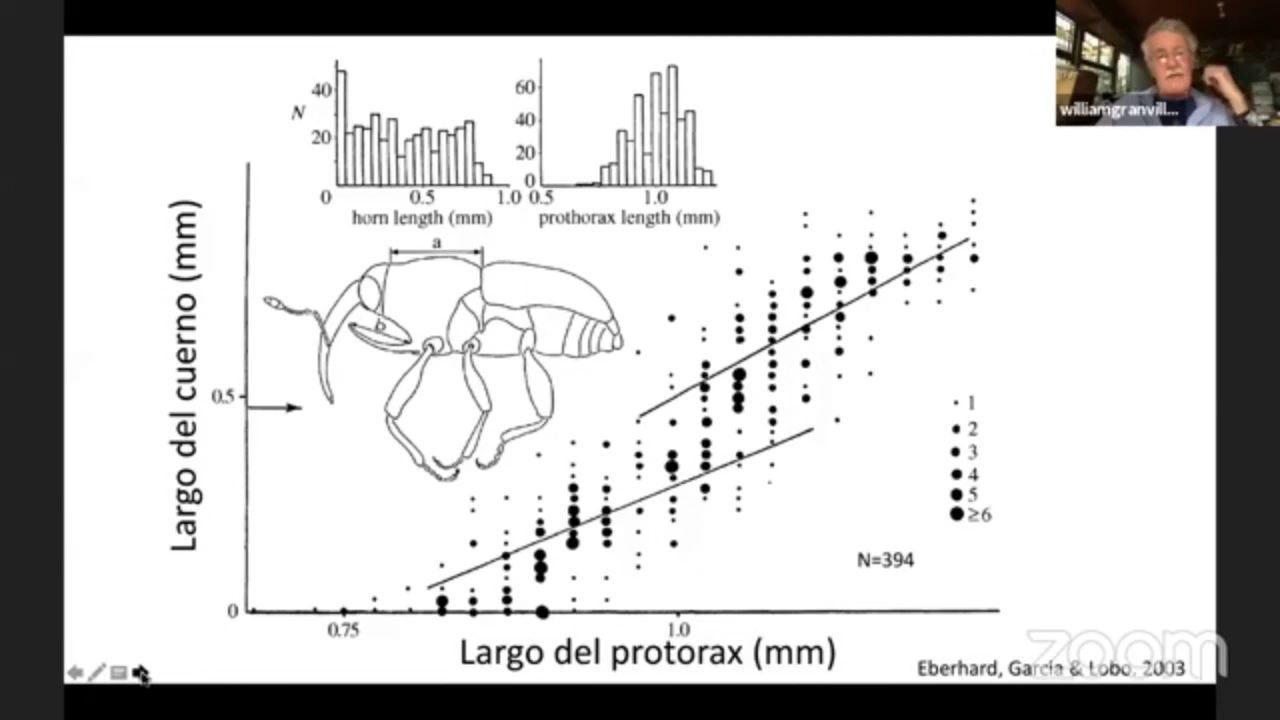 williamgranvill...
N
40
20
0
0.5
1.0
horn length (mm)
60
40
20
0
0.5
1.0
prothorax length (mm)
a
b
Largo del cuerno (mm)
0.5
0
0.75
1.0
Largo del protorax (mm)
1
2
3
4
5
≥6
N=394
Eberhard, Garcia & Lobo, 2003
zoom